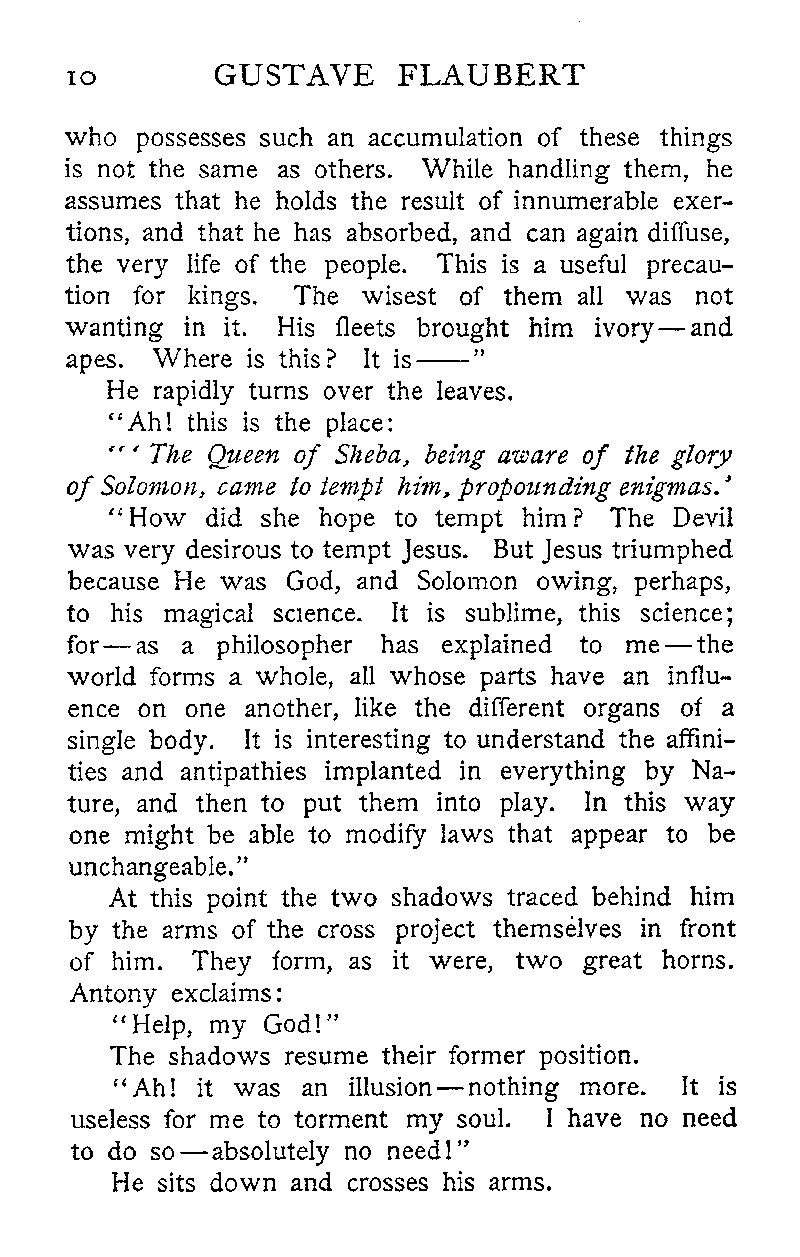 10 GUSTAVE FLAUBERT
who possesses such an accumulation of these things
is not the same as others. While handling them, he
assumes that he holds the result of innumerable exer-
tions, and that he has absorbed, and can again diffuse,
the very life of the people. This is a useful precau-
tion for kings. The wisest of them all was not
wanting in it. His fleets brought him ivory—and
apes. Where is this? It is——"
He rapidly turns over the leaves.
"Ah! this is the place:
"' The Queen of Sheba, being aware of the glory
of Solomon, came to tempt him, propounding enigmas.'
"How did she hope to tempt him? The Devil
was very desirous to tempt Jesus. But Jesus triumphed
because He was God, and Solomon owing, perhaps,
to his magical science. It is sublime, this science;
for—as a philosopher has explained to me—the
world forms a whole, all whose parts have an influ-
ence on one another, like the different organs of a
single body. It is interesting to understand the affini-
ties and antipathies implanted in everything by Na-
ture, and then to put them into play. In this way
one might be able to modify laws that appear to be
unchangeable."
At this point the two shadows traced behind him
by the arms of the cross project themselves in front
of him. They form, as it were, two great horns.
Antony exclaims:
"Help, my God!"
The shadows resume their former position.
"Ah! it was an illusion—nothing more. It is
useless for me to torment my soul. I have no need
to do so—absolutely no need!"
He sits down and crosses his arms.